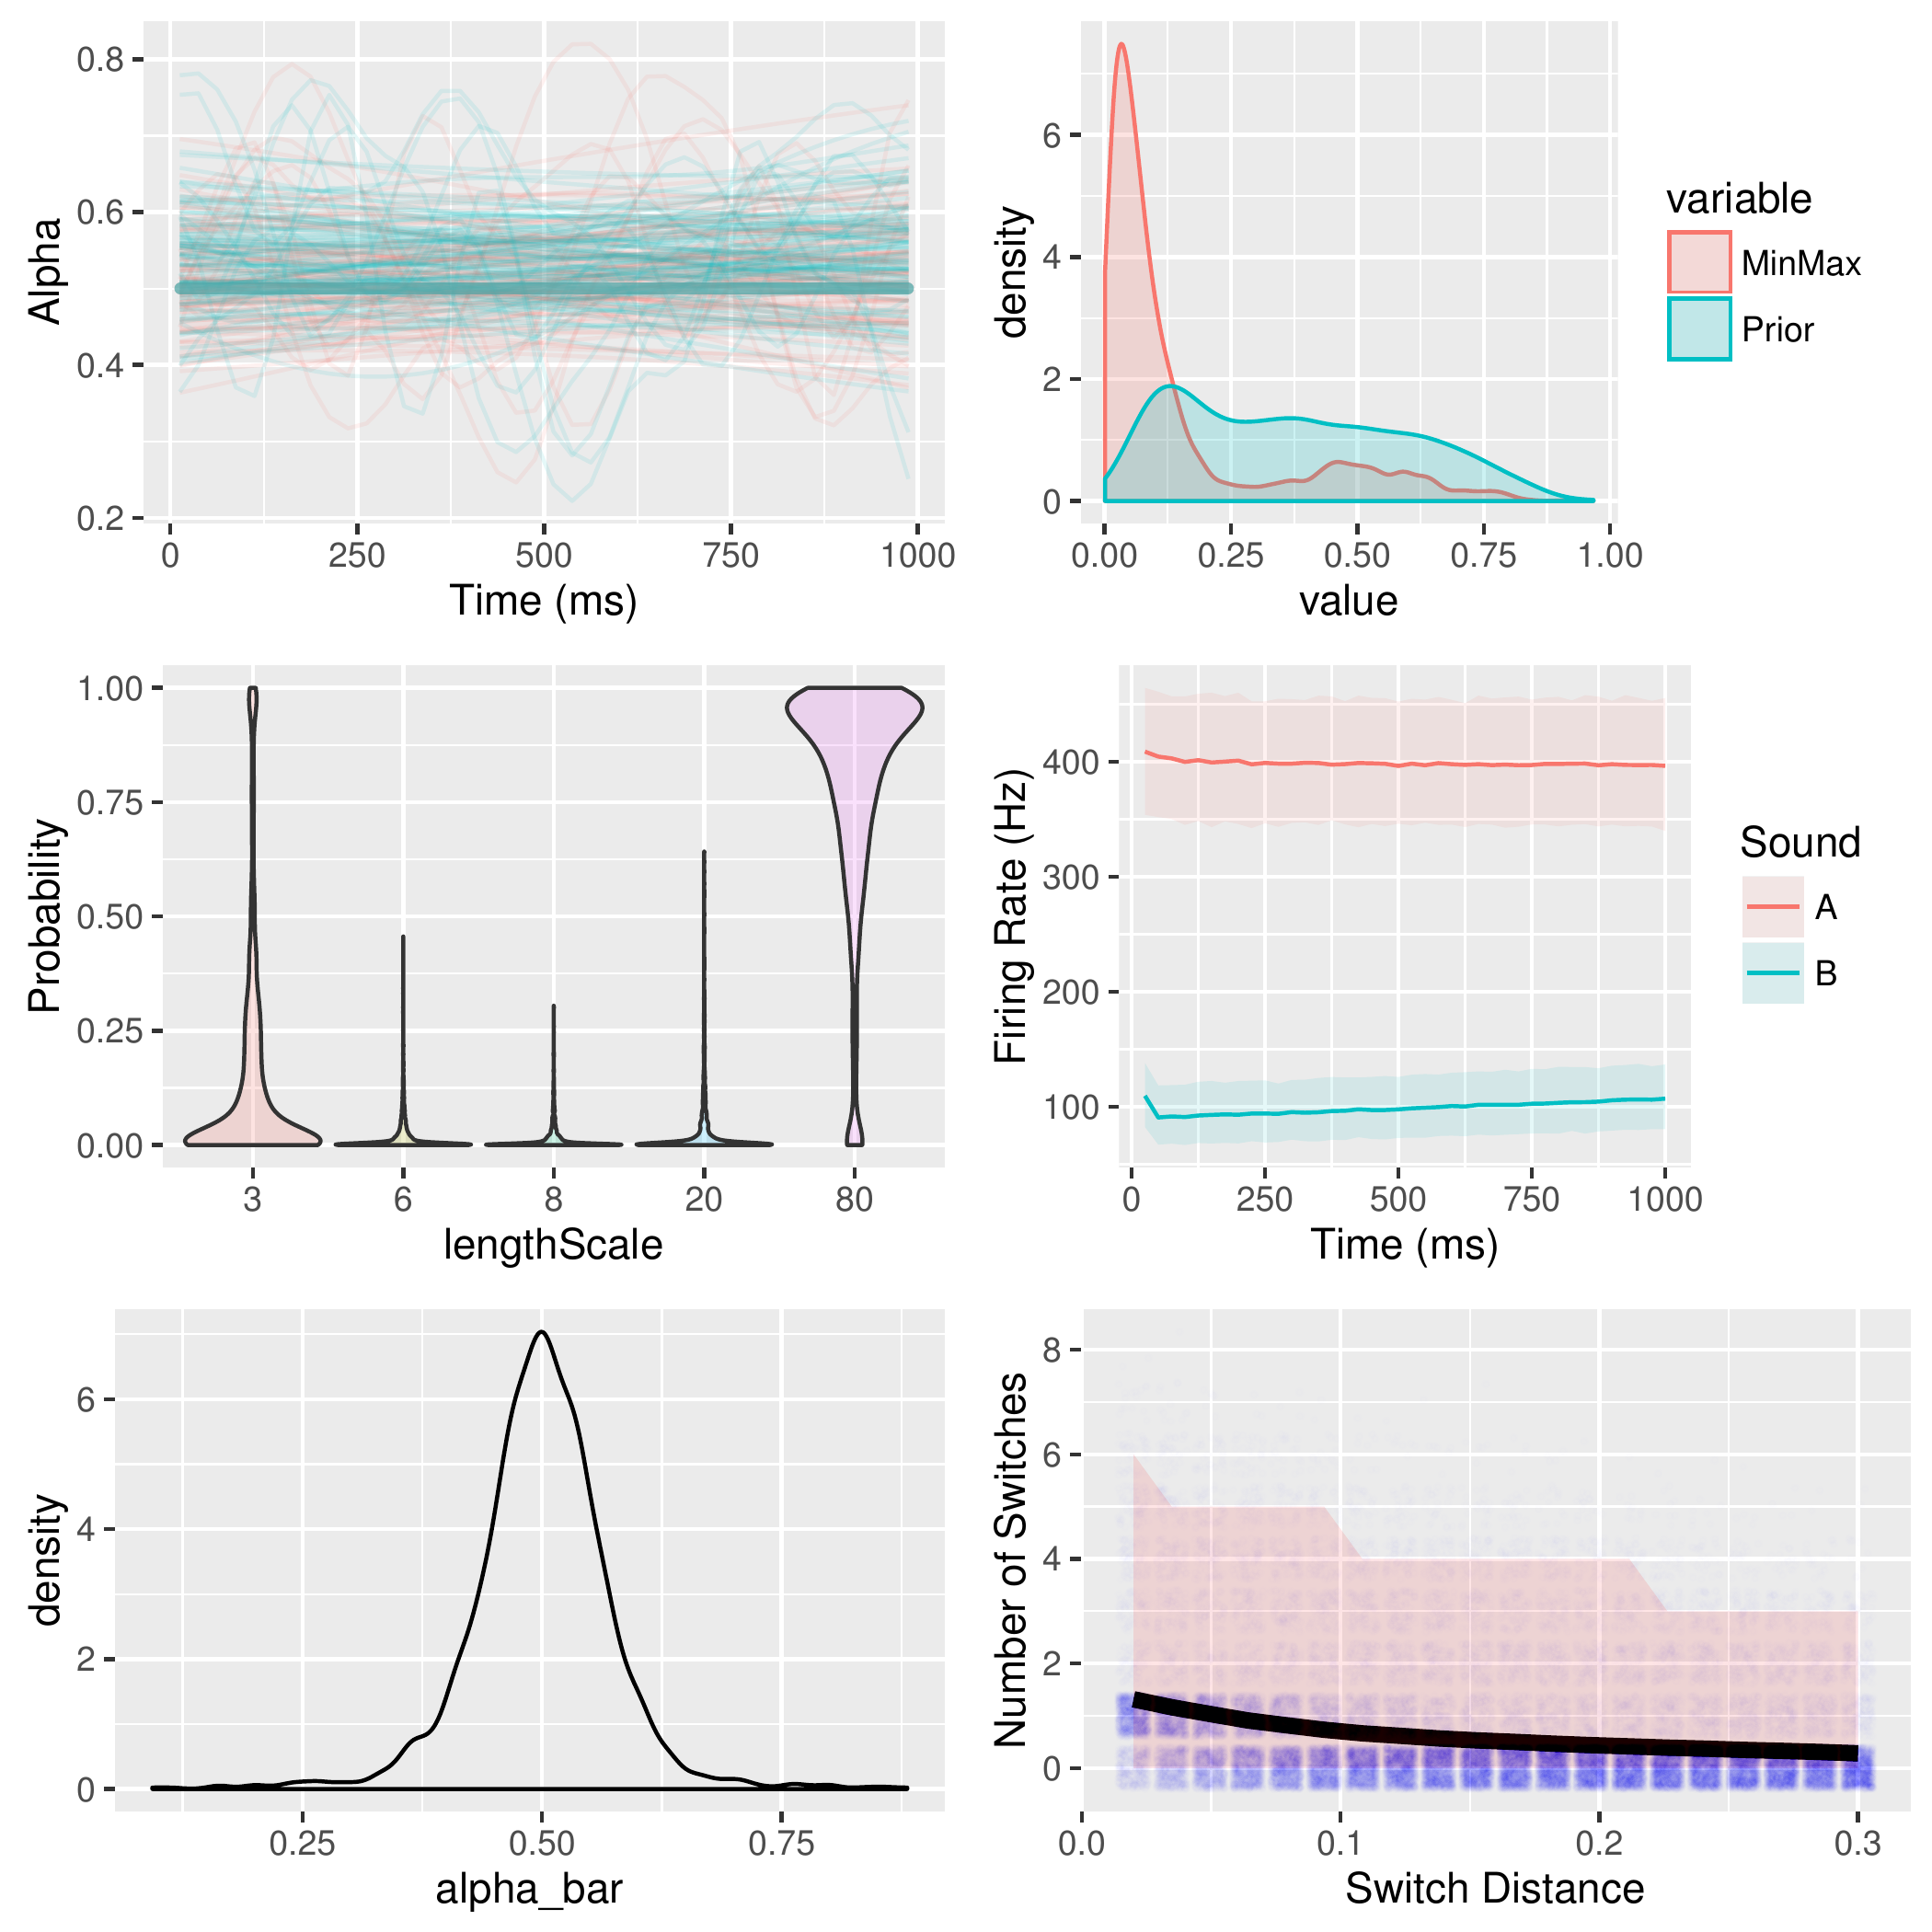 Alpha
0.8
0.6
0.4
0.2
0 250 500 750 1000
Time (ms)
density
6
4
2
0
0.00 0.25 0.50 0.75 1.00
value
variable
MinMax
Prior
Probability
1.00
0.75
0.50
0.25
0.00
3 6 8 20 80
lengthScale
Firing Rate (Hz)
400
300
200
100
0 250 500 750 1000
Time (ms)
Sound
A
B
density
6
4
2
0
0.25 0.50 0.75
alpha_bar
Number of Switches
8
6
4
2
0
0.0 0.1 0.2 0.3
Switch Distance